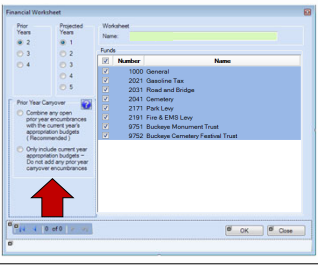 Financial Worksheet
Prior Years
Projected Years
2
3
4
1
2
3
4
5
Worksheet
Name:
Funds
Number Name
1000 General
2021 Gasoline Tax
2031 Road and Bridge
2041 Cemetery
2171 Park Levy
2191 Fire & EMS Levy
9751 Buckeye Monument Trust
9752 Buckeye Cemetery Festival Trust
Prior Year Carryover
Combine any open
prior year encumbrances
with the current year's
appropriation budgets
( Recommended )
Only include current year
appropriation budgets -
Do not add any prior year
carryover encumbrances
0 of 0
OK
Close